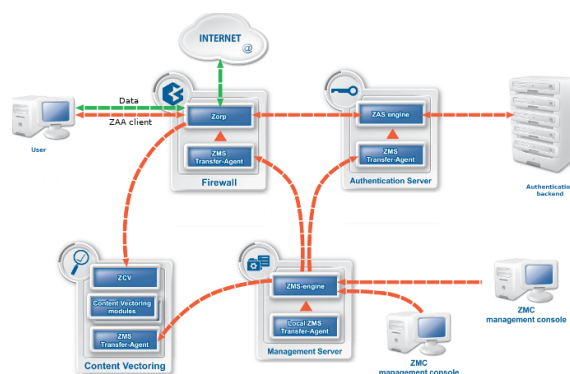 INTERNET
@
Data
ZAA client
User
Zorp
ZMS
Transfer-Agent
Firewall
ZAS engine
ZMS
Transfer-Agent
Authentication Server
Authentication
backend
ZCV
Content Vectoring
modules
ZMS
Transfer-Agent
Content Vectoring
ZMS-engine
Local ZMS
Transfer-Agent
Management Server
ZMC
management console
ZMC
management console